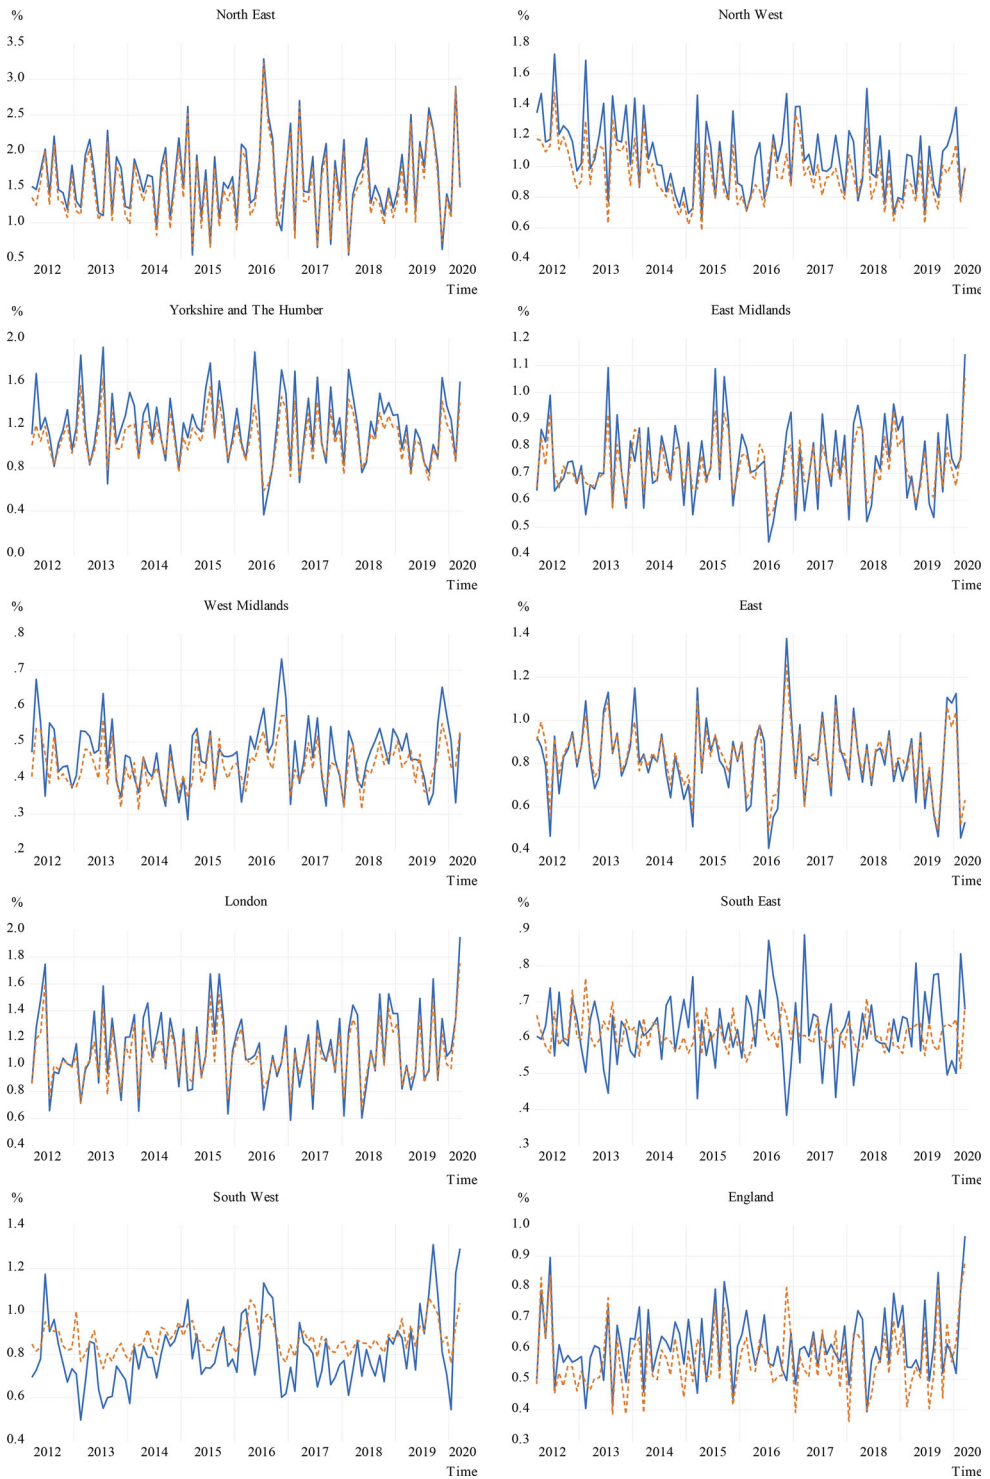 % North East
3.5
3.0
2.5
2.0
1.5
1.0
0.5
2012 2013 2014 2015 2016 2017 2018 2019 2020
Time
% North West
1.8
1.6
1.4
1.2
1.0
0.8
0.6
0.4
2012 2013 2014 2015 2016 2017 2018 2019 2020
Time
% Yorkshire and The Humber
2.0
1.6
1.2
0.8
0.4
0.0
2012 2013 2014 2015 2016 2017 2018 2019 2020
Time
% East Midlands
1.2
1.1
1.0
0.9
0.8
0.7
0.6
0.5
0.4
2012 2013 2014 2015 2016 2017 2018 2019 2020
Time
% West Midlands
.8
.7
.6
.5
.4
.3
.2
2012 2013 2014 2015 2016 2017 2018 2019 2020
Time
% East
1.4
1.2
1.0
0.8
0.6
0.4
2012 2013 2014 2015 2016 2017 2018 2019 2020
Time
% London
2.0
1.8
1.6
1.4
1.2
1.0
0.8
0.6
0.4
2012 2013 2014 2015 2016 2017 2018 2019 2020
Time
% South East
.9
.8
.7
.6
.5
.4
.3
2012 2013 2014 2015 2016 2017 2018 2019 2020
Time
% South West
1.4
1.2
1.0
0.8
0.6
0.4
2012 2013 2014 2015 2016 2017 2018 2019 2020
Time
% England
1.0
0.9
0.8
0.7
0.6
0.5
0.4
0.3
2012 2013 2014 2015 2016 2017 2018 2019 2020
Time